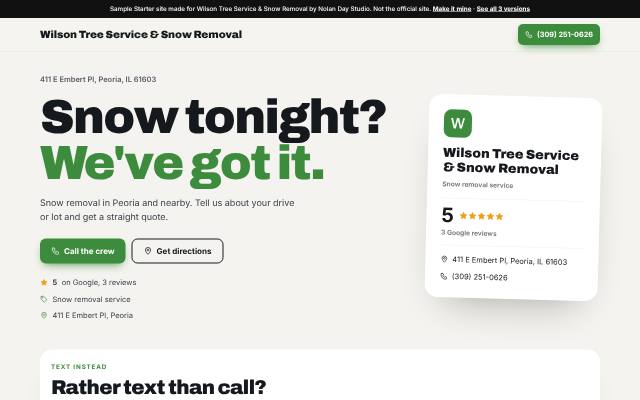 Sample Starter site made for Wilson Tree Service & Snow Removal by Nolan Day Studio. Not the official site. Make it mine · See all 3 versions
Wilson Tree Service & Snow Removal
(309) 251-0626
411 E Embert Pl, Peoria, IL 61603
Snow tonight?
We've got it.
Snow removal in Peoria and nearby. Tell us about your drive
or lot and get a straight quote.
Call the crew
Get directions
5 on Google, 3 reviews
Snow removal service
411 E Embert Pl, Peoria
W
Wilson Tree Service
& Snow Removal
Snow removal service
5
3 Google reviews
411 E Embert Pl, Peoria, IL 61603
(309) 251-0626
TEXT INSTEAD
Rather text than call?